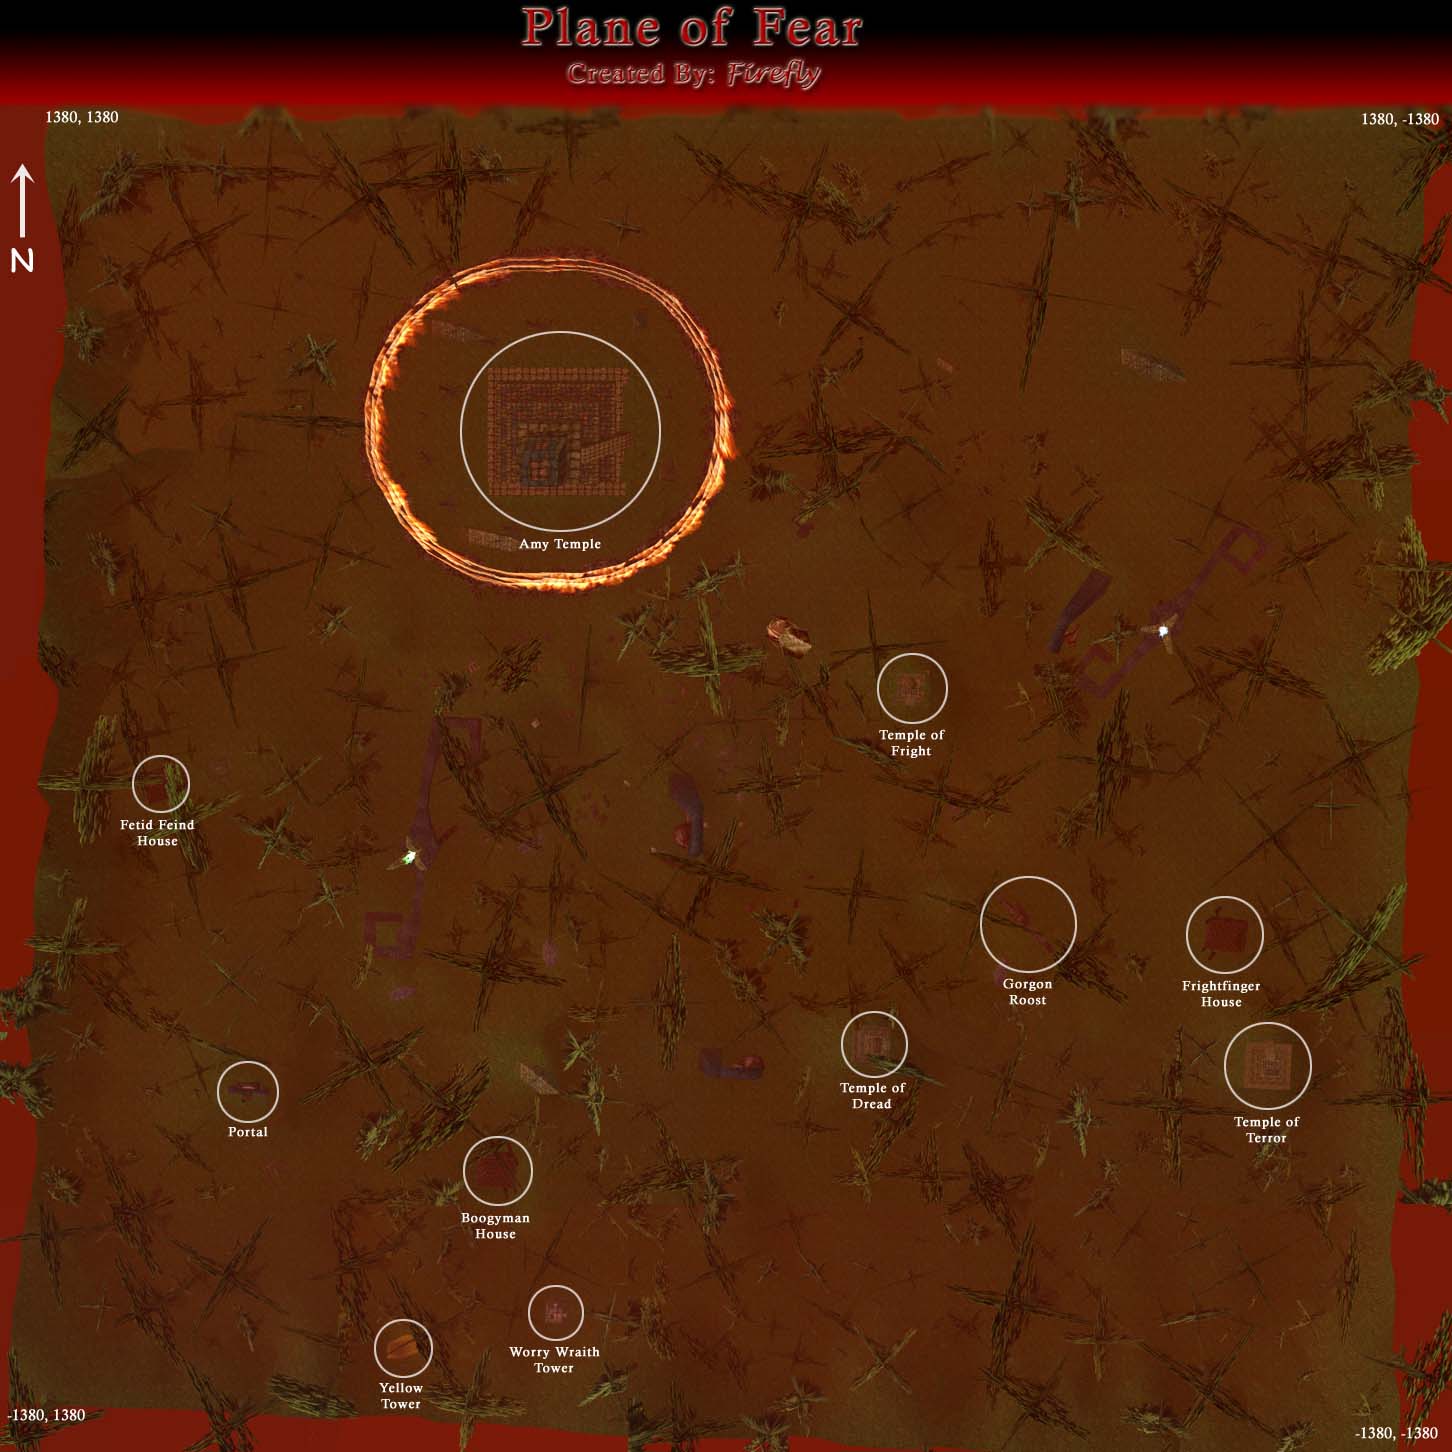 Plane of Fear
Created By: Firefly
1380, 1380
1380, -1380
N
Amy Temple
Temple of
Fright
Fetid Feind
House
Gorgon
Roost
Frightfinger
House
Temple of
Dread
Temple of
Terror
Portal
Boogyman
House
Worry Wraith
Tower
Yellow
Tower
-1380, 1380
-1380, -1380